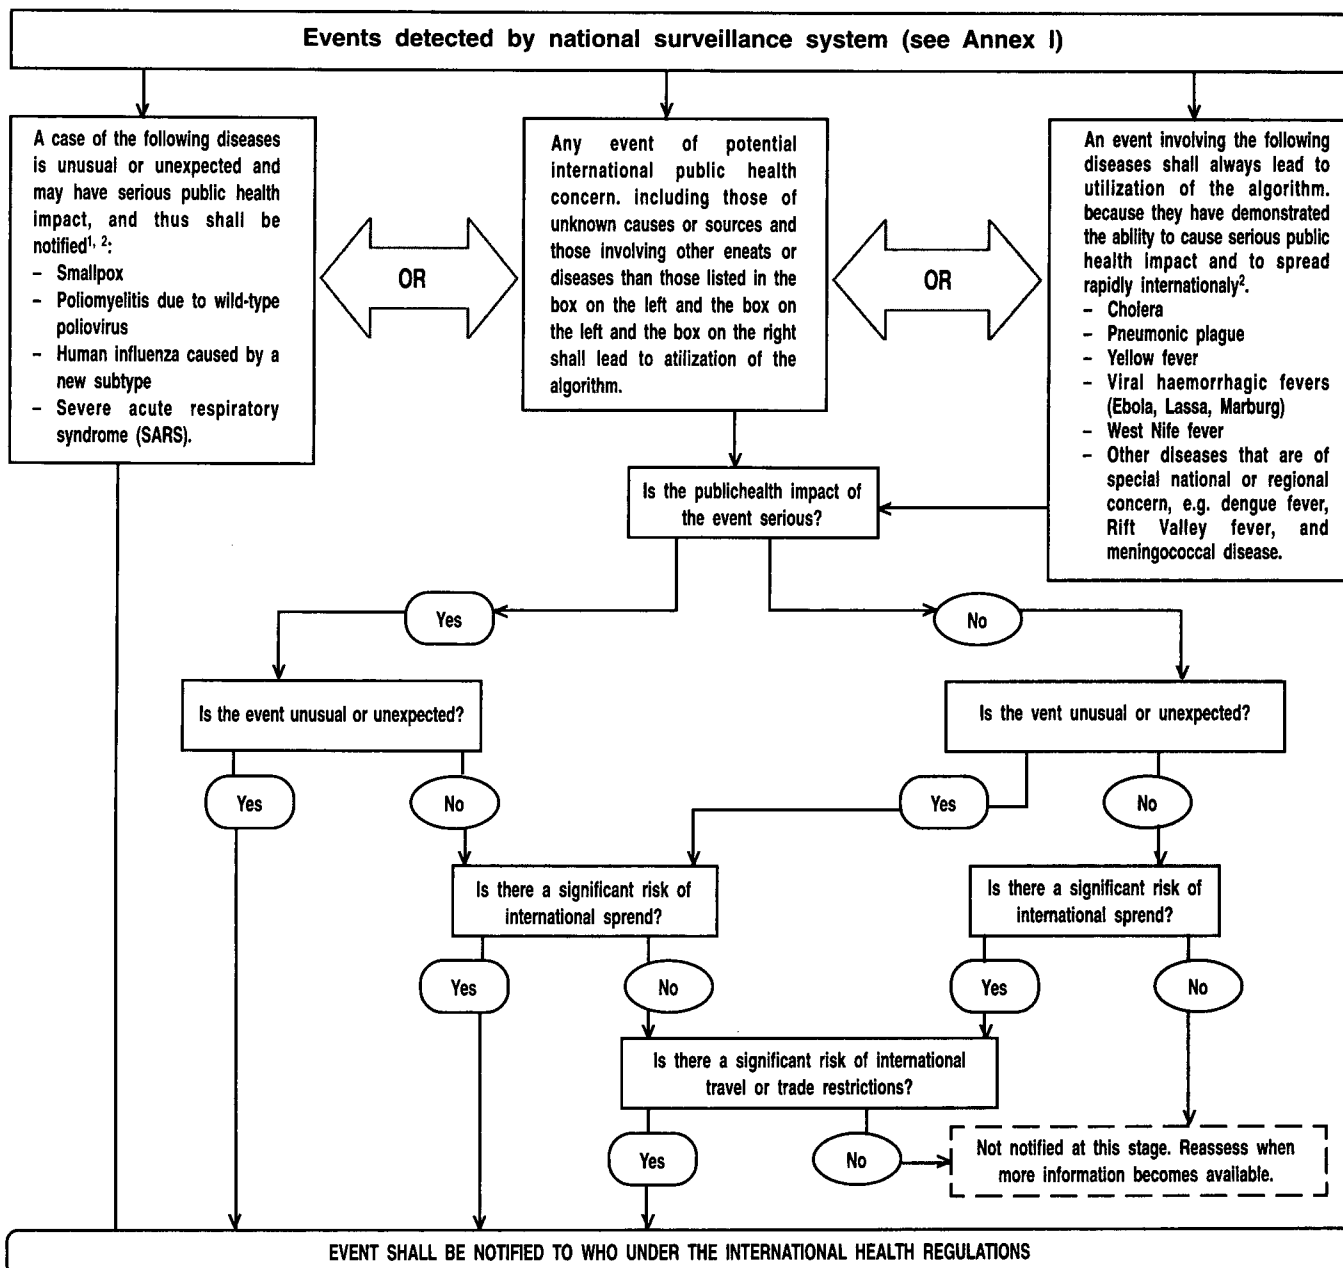 Events detected by national surveillance system (see Annex I)
A case of the following diseases
is unusual or unexpected and
may have serious public health
impact, and thus shall be
notified1, 2:
– Smallpox
– Poliomyelitis due to wild-type
poliovirus
– Human influenza caused by a
new subtype
– Severe acute respiratory
syndrome (SARS).
OR
Any event of potential
international public health
concern. including those of
unknown causes or sources and
those involving other eneats or
diseases than those listed in the
box on the left and the box on
the left and the box on the right
shall lead to atilization of the
algorithm.
OR
An event involving the following
diseases shall always lead to
utilization of the algorithm.
because they have demonstrated
the ability to cause serious public
health impact and to spread
rapidly internationaly2.
– Cholera
– Pneumonic plague
– Yellow fever
– Viral haemorrhagic fevers
(Ebola, Lassa, Marburg)
– West Nife fever
– Other diseases that are of
special national or regional
concern, e.g. dengue fever,
Rift Valley fever, and
meningococcal disease.
Is the publichealth impact of
the event serious?
Yes
No
Is the event unusual or unexpected?
Is the vent unusual or unexpected?
Yes
No
Yes
No
Is there a significant risk of
international sprend?
Is there a significant risk of
international sprend?
Yes
No
Yes
No
Is there a significant risk of international
travel or trade restrictions?
Yes
No
Not notified at this stage. Reassess when
more information becomes available.
EVENT SHALL BE NOTIFIED TO WHO UNDER THE INTERNATIONAL HEALTH REGULATIONS